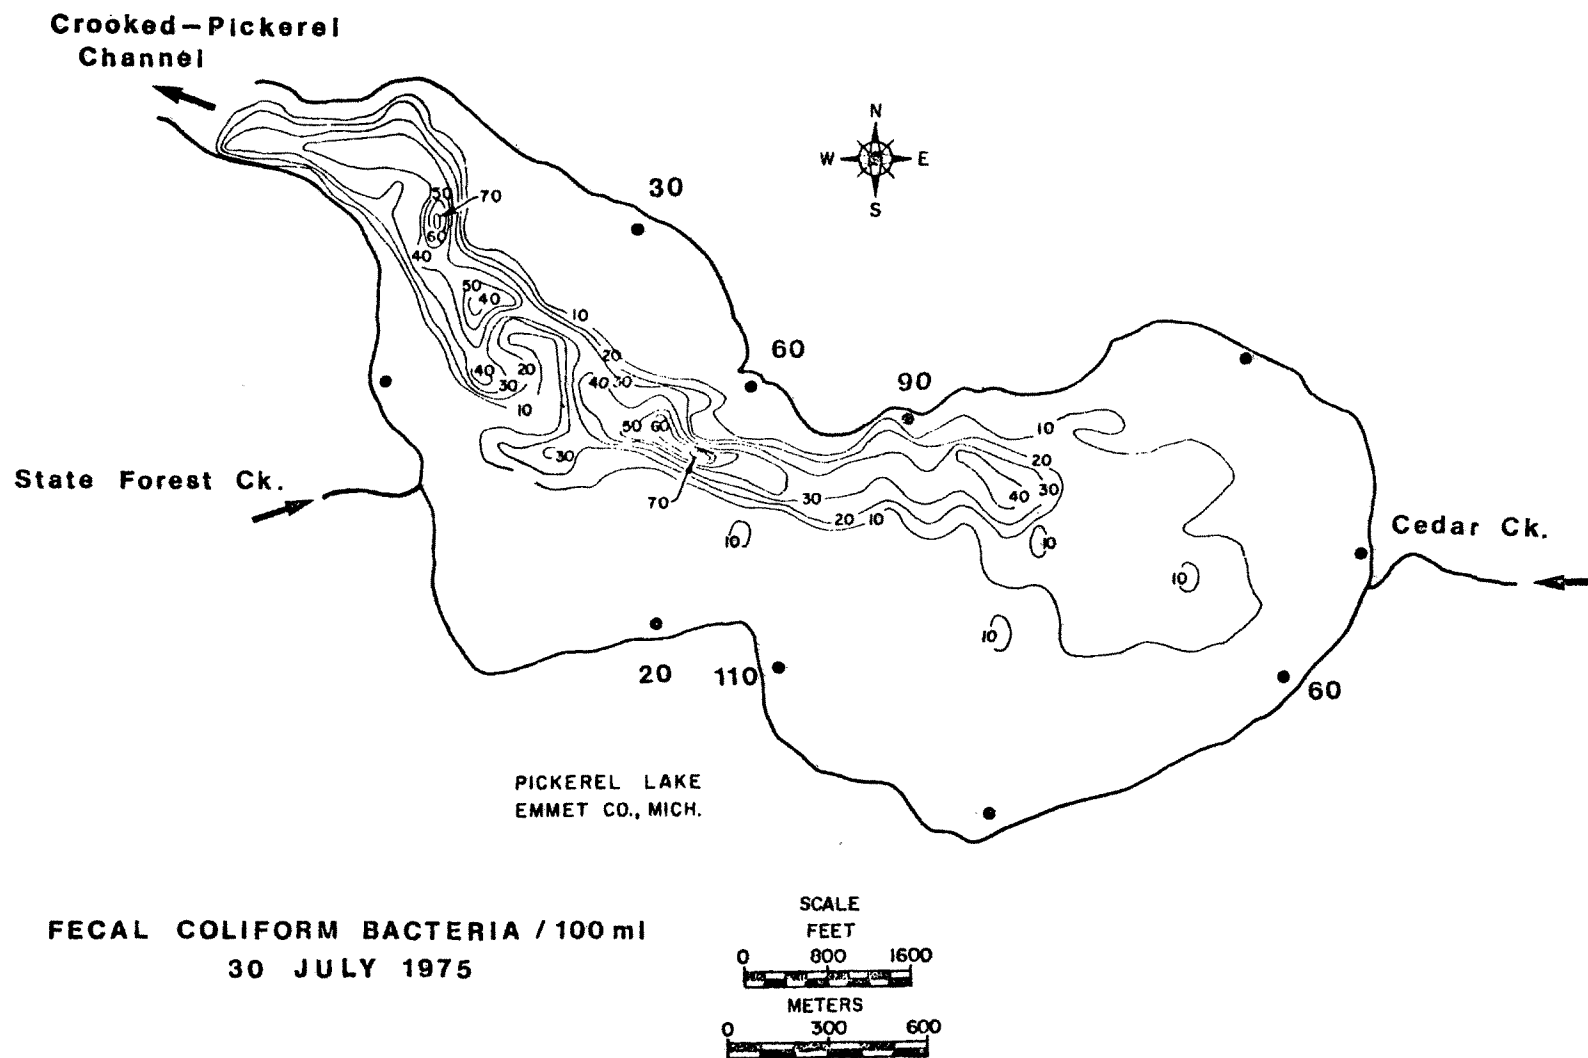 Crooked–Pickerel
Channel
N
W E
S
30
50
70
60
40
50
40
10
60
20
40
30
20
40
30
10
90
10
50
60
30
20
30
40
70
30
20
10
State Forest Ck.
Cedar Ck.
10
10
10
10
20
110
60
PICKEREL LAKE
EMMET CO., MICH.
FECAL COLIFORM BACTERIA / 100 ml
30 JULY 1975
SCALE
FEET
0 800 1600
METERS
0 300 600